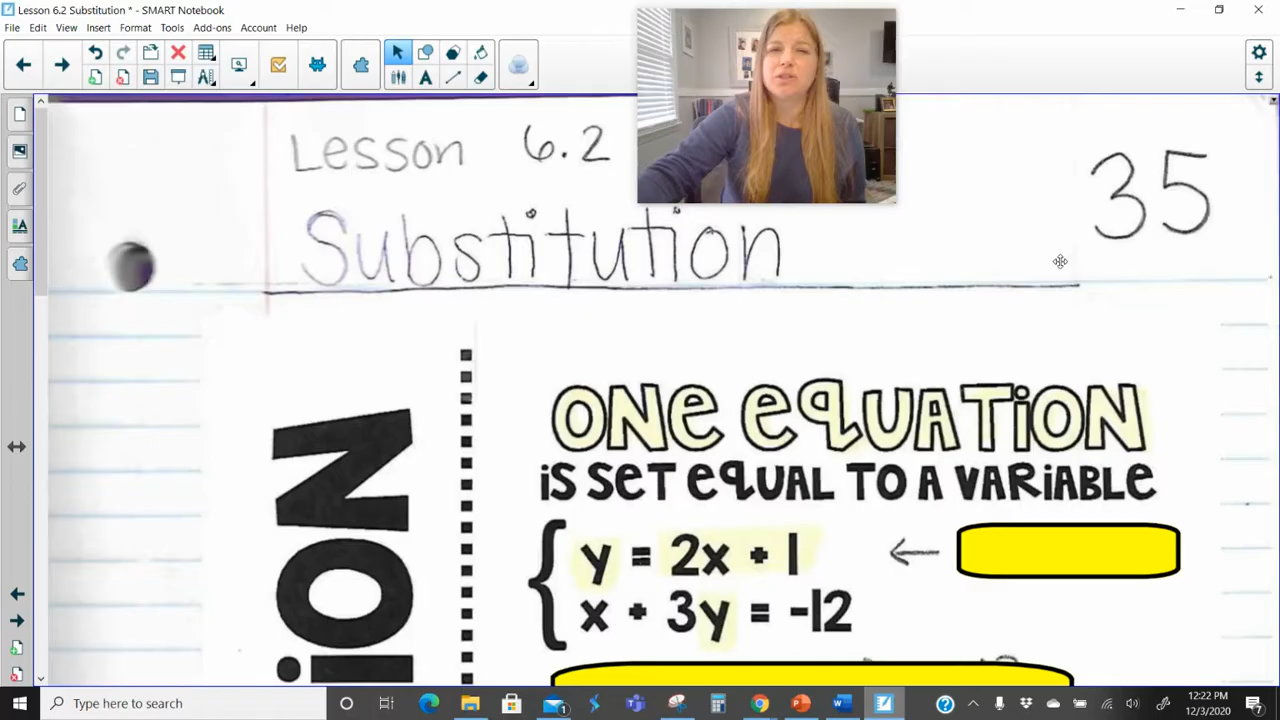 Lesson 6.2 Substitution * - SMART Notebook
File Edit View Insert Format Tools Add-ons Account Help
Lesson 6.2
35
Substitution
ONE EQUATION
IS SET EQUAL TO A VARIABLE
y = 2x + 1
x + 3y = -12
ION
Type here to search
12:22 PM
12/3/2020
1
7